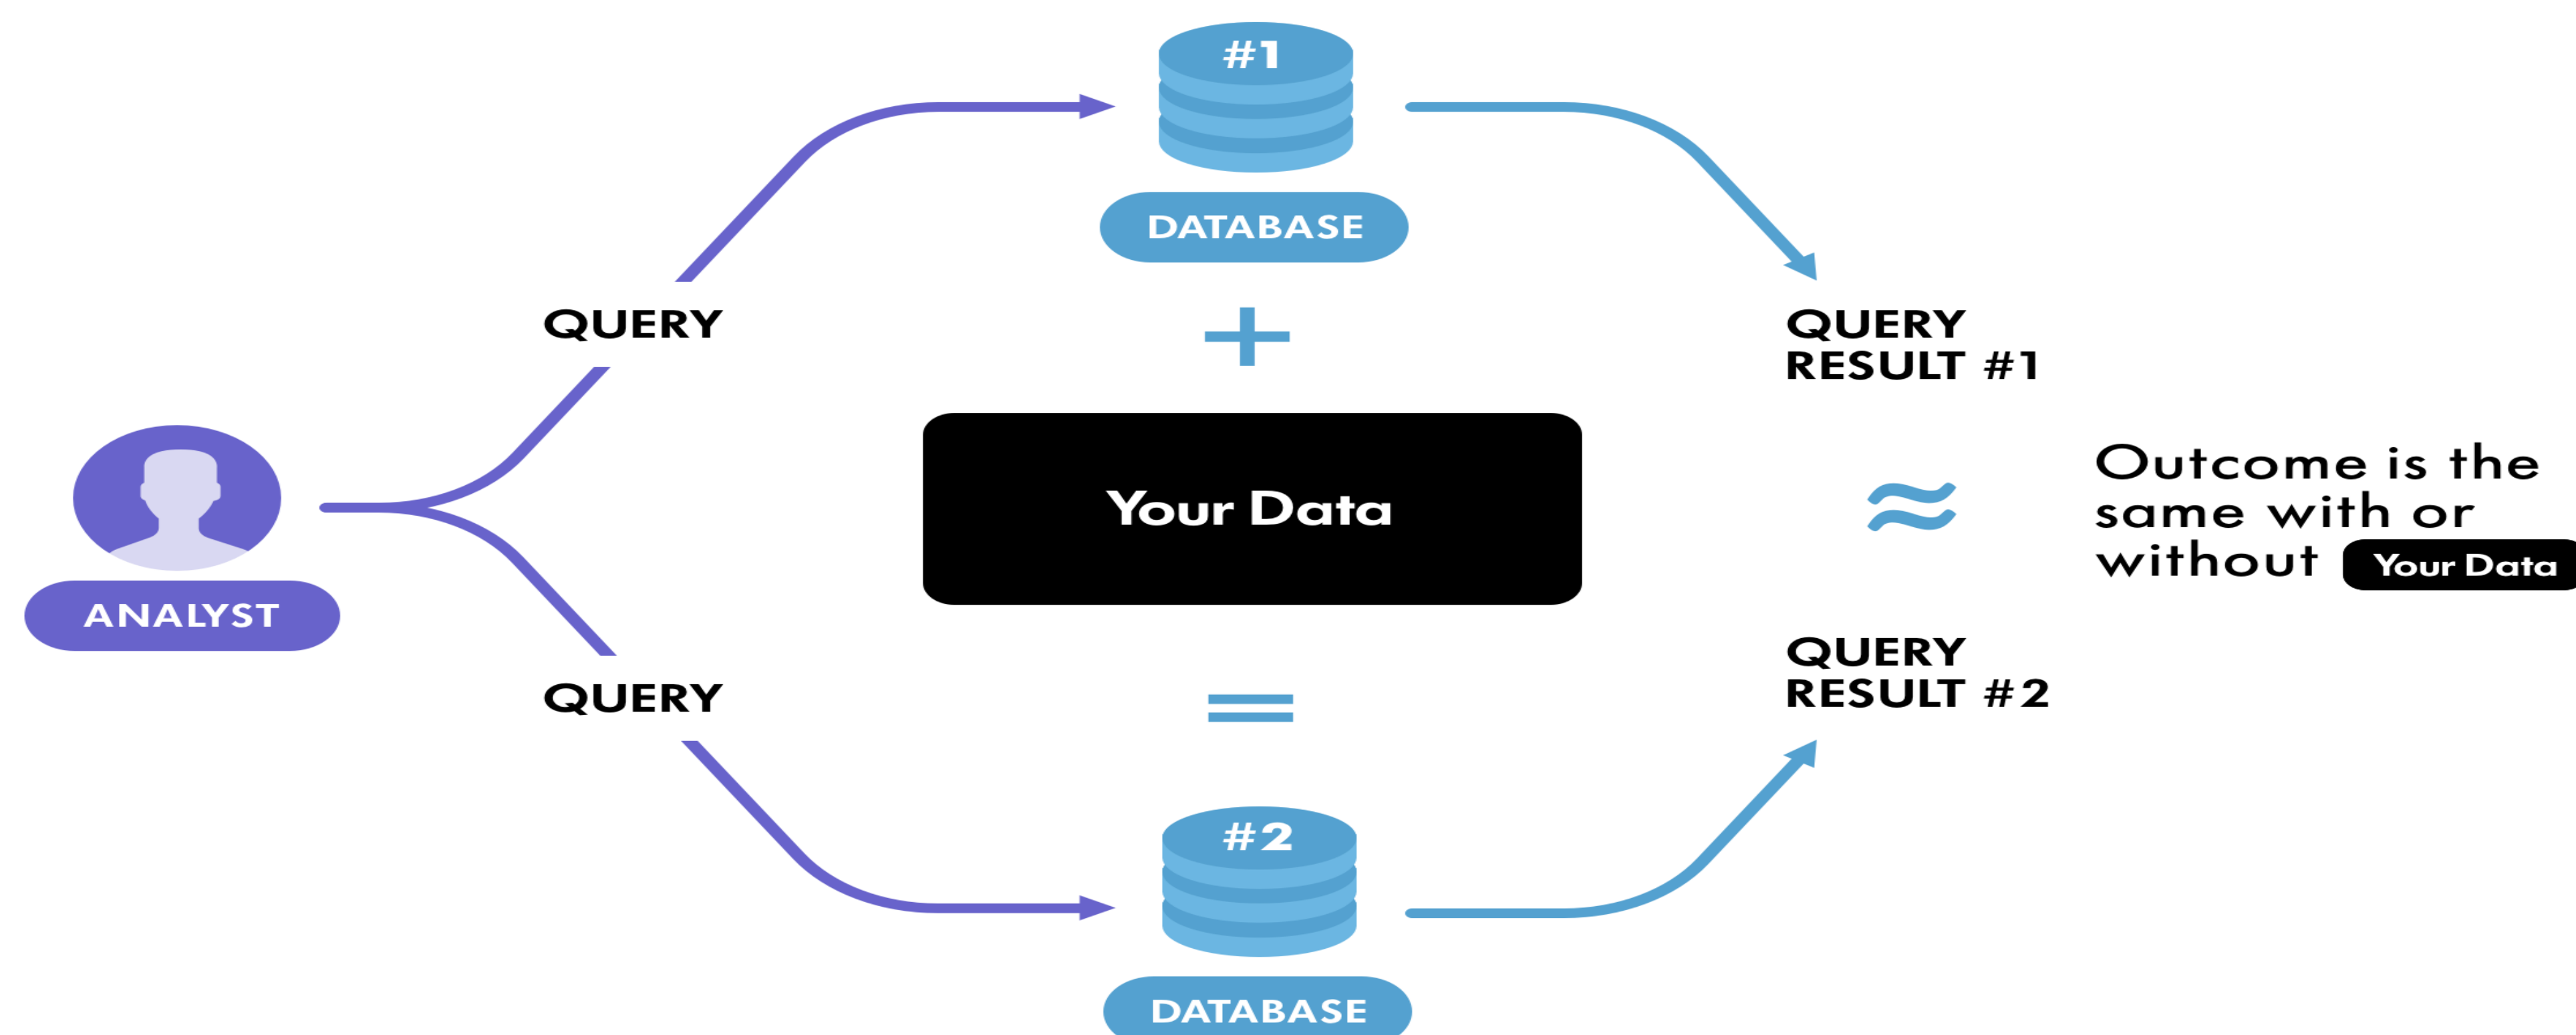 #1
DATABASE
QUERY
QUERY
RESULT #1
+
Your Data
ANALYST
≈
Outcome is the
same with or
without Your Data
QUERY
QUERY
RESULT #2
=
#2
DATABASE